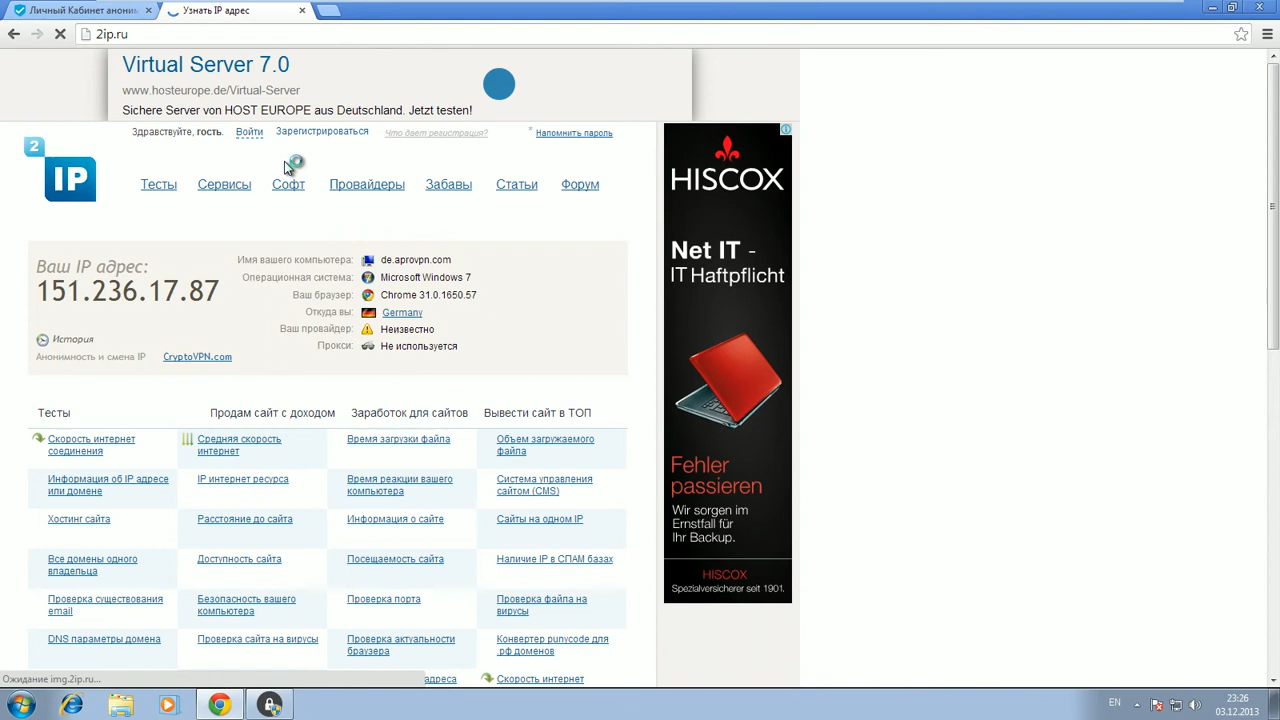 Личный Кабинет анони
Узнать IP адрес
2ip.ru
Virtual Server 7.0
www.hosteurope.de/Virtual-Server
Sichere Server von HOST EUROPE aus Deutschland. Jetzt testen!
Здравствуйте, гость. Войти Зарегистрироваться Что дает регистрация? * Напомнить пароль
2
IP
Тесты Сервисы Софт Провайдеры Забавы Статьи Форум
Ваш IP адрес:
151.236.17.87
История
Анонимность и смена IP CryptoVPN.com
Имя вашего компьютера: de.aprovpn.com
Операционная система: Microsoft Windows 7
Ваш браузер: Chrome 31.0.1650.57
Откуда вы: Germany
Ваш провайдер: Неизвестно
Прокси: Не используется
Тесты Продам сайт с доходом Заработок для сайтов Вывести сайт в ТОП
Скорость интернет
соединения
Средняя скорость
интернет
Время загрузки файла
Объем загружаемого
файла
Информация об IP адресе
или домене
IP интернет ресурса
Время реакции вашего
компьютера
Система управления
сайтом (CMS)
Хостинг сайта
Расстояние до сайта
Информация о сайте
Сайты на одном IP
Все домены одного
владельца
Доступность сайта
Посещаемость сайта
Наличие IP в СПАМ базах
Проверка существования
email
Безопасность вашего
компьютера
Проверка порта
Проверка файла на
вирусы
DNS параметры домена
Проверка сайта на вирусы
Проверка актуальности
браузера
Конвертер punycode для
.рф доменов
адреса
Скорость интернет
HISCOX
Net IT -
IT Haftpflicht
Fehler
passieren
Wir sorgen im
Ernstfall für
Ihr Backup.
HISCOX
Spezialversicherer seit 1901.
Ожидание img.2ip.ru...
EN
23:26
03.12.2013